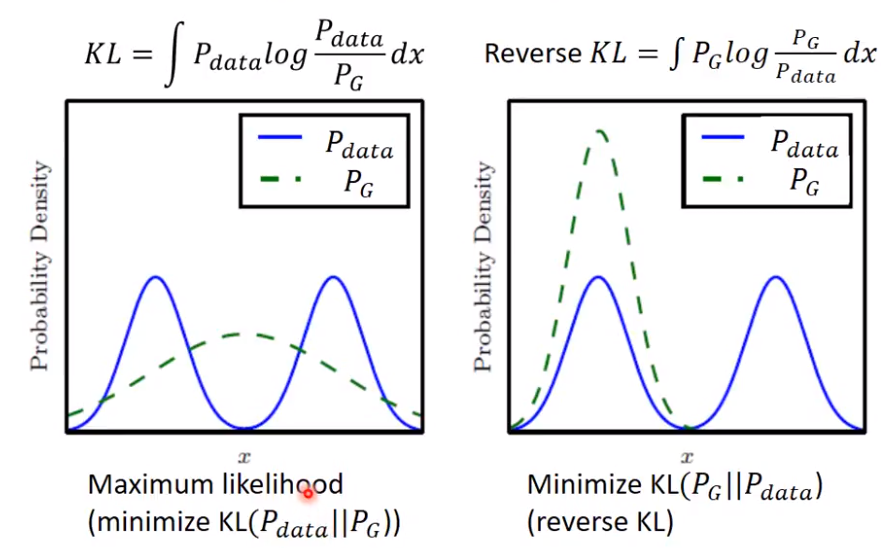 KL = ∫ P_data log P_data/P_G dx
P_data
P_G
Probability Density
x
Maximum likelihood
(minimize KL(P_data||P_G))
Reverse KL = ∫ P_G log P_G/P_data dx
P_data
P_G
Probability Density
x
Minimize KL(P_G||P_data)
(reverse KL)